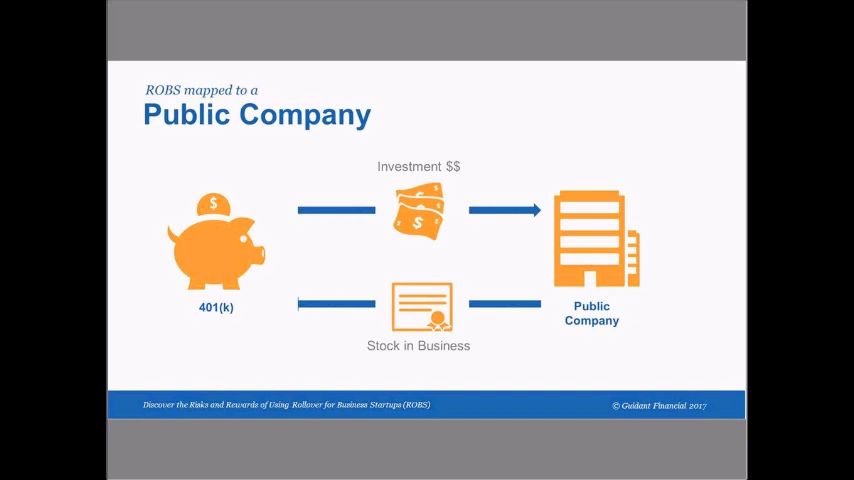 ROBS mapped to a
Public Company
Investment $$
$
$
401(k)
Public
Company
Stock in Business
Discover the Risks and Rewards of Using Rollover for Business Startups (ROBS)
© Guidant Financial 2017